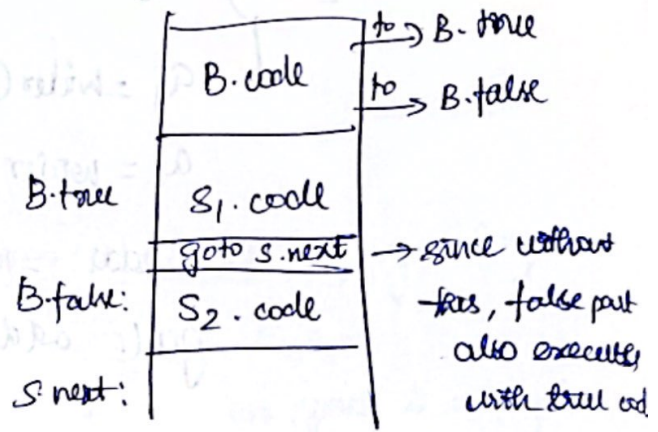 to → B.true
B.code
to → B.false
B.true S₁.code
goto s.next → since without
B.false: S₂.code this, false part
also executes
S.next: with true